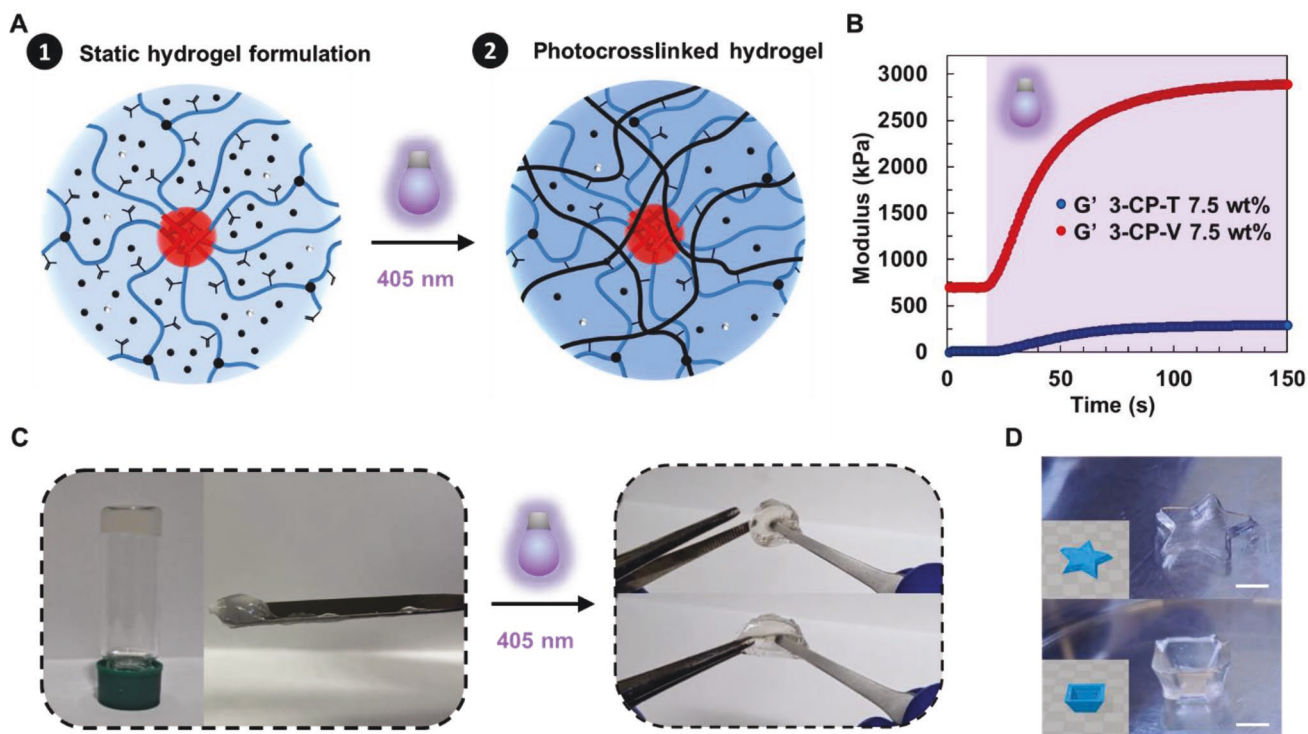 A
1 Static hydrogel formulation
2 Photocrosslinked hydrogel
405 nm
B
Modulus (kPa)
3000
2500
2000
1500
1000
500
0
G' 3-CP-T 7.5 wt%
G' 3-CP-V 7.5 wt%
0 50 100 150
Time (s)
C
405 nm
D